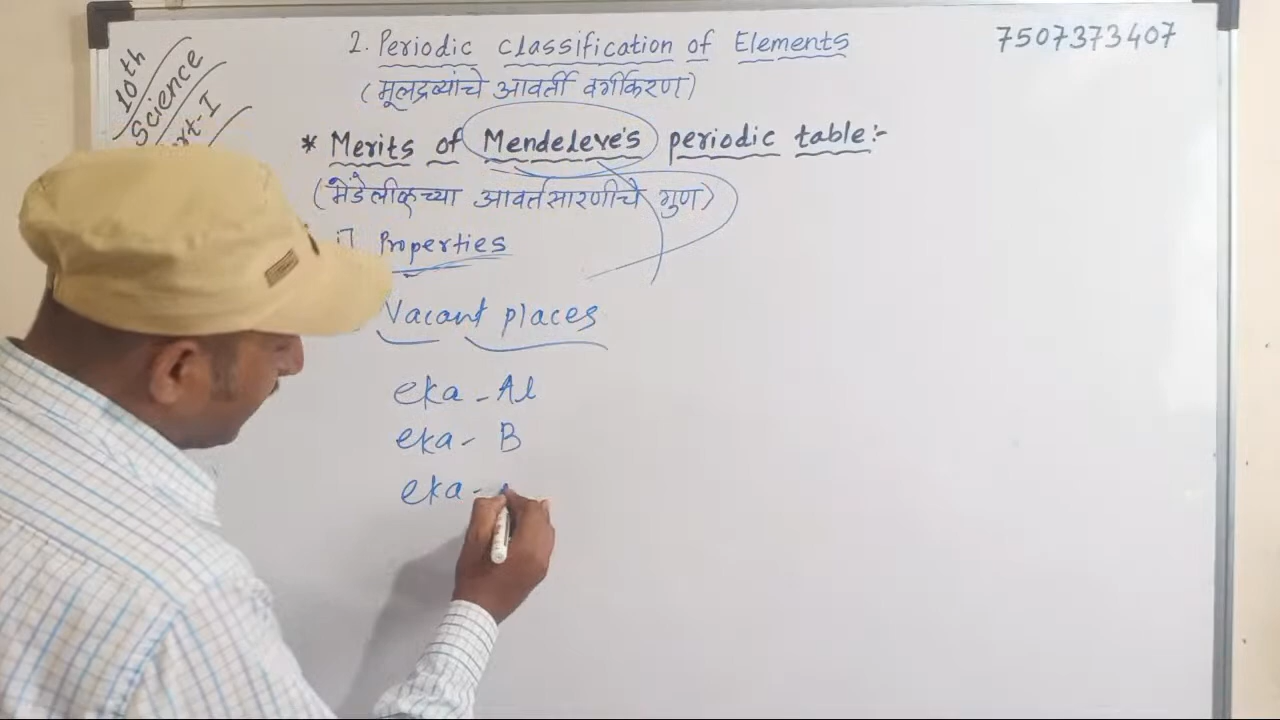 10th
Science
2. Periodic classification of Elements
7507373407
(मूलद्रव्यांचे आवर्ती वर्गीकरण)
* Merits of Mendeleve's periodic table:-
(मेंडेलीव्हच्या आवर्तसारणीचे गुण)
Properties
Vacant places
eka - Al
eka - B
eka -